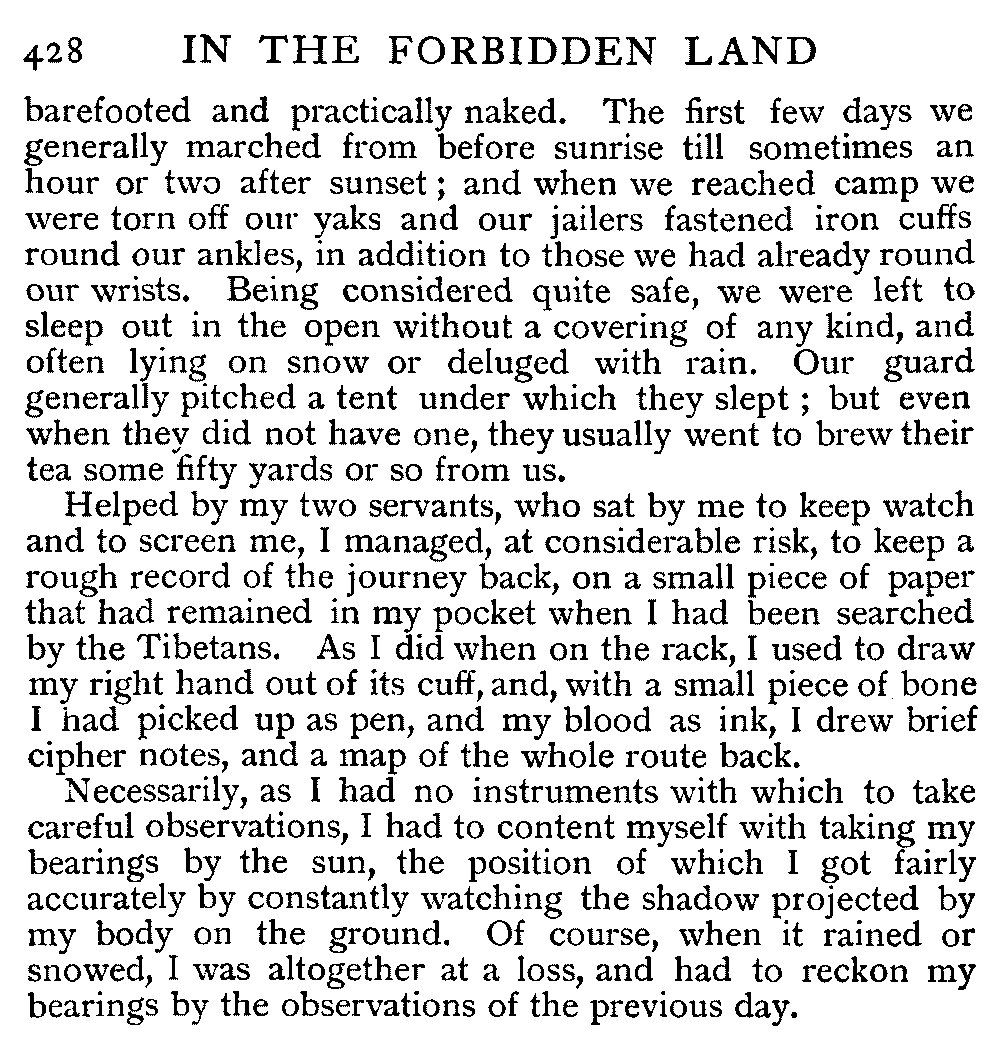 428 IN THE FORBIDDEN LAND
barefooted and practically naked. The first few days we
generally marched from before sunrise till sometimes an
hour or two after sunset ; and when we reached camp we
were torn off our yaks and our jailers fastened iron cuffs
round our ankles, in addition to those we had already round
our wrists. Being considered quite safe, we were left to
sleep out in the open without a covering of any kind, and
often lying on snow or deluged with rain. Our guard
generally pitched a tent under which they slept ; but even
when they did not have one, they usually went to brew their
tea some fifty yards or so from us.
Helped by my two servants, who sat by me to keep watch
and to screen me, I managed, at considerable risk, to keep a
rough record of the journey back, on a small piece of paper
that had remained in my pocket when I had been searched
by the Tibetans. As I did when on the rack, I used to draw
my right hand out of its cuff, and, with a small piece of bone
I had picked up as pen, and my blood as ink, I drew brief
cipher notes, and a map of the whole route back.
Necessarily, as I had no instruments with which to take
careful observations, I had to content myself with taking my
bearings by the sun, the position of which I got fairly
accurately by constantly watching the shadow projected by
my body on the ground. Of course, when it rained or
snowed, I was altogether at a loss, and had to reckon my
bearings by the observations of the previous day.